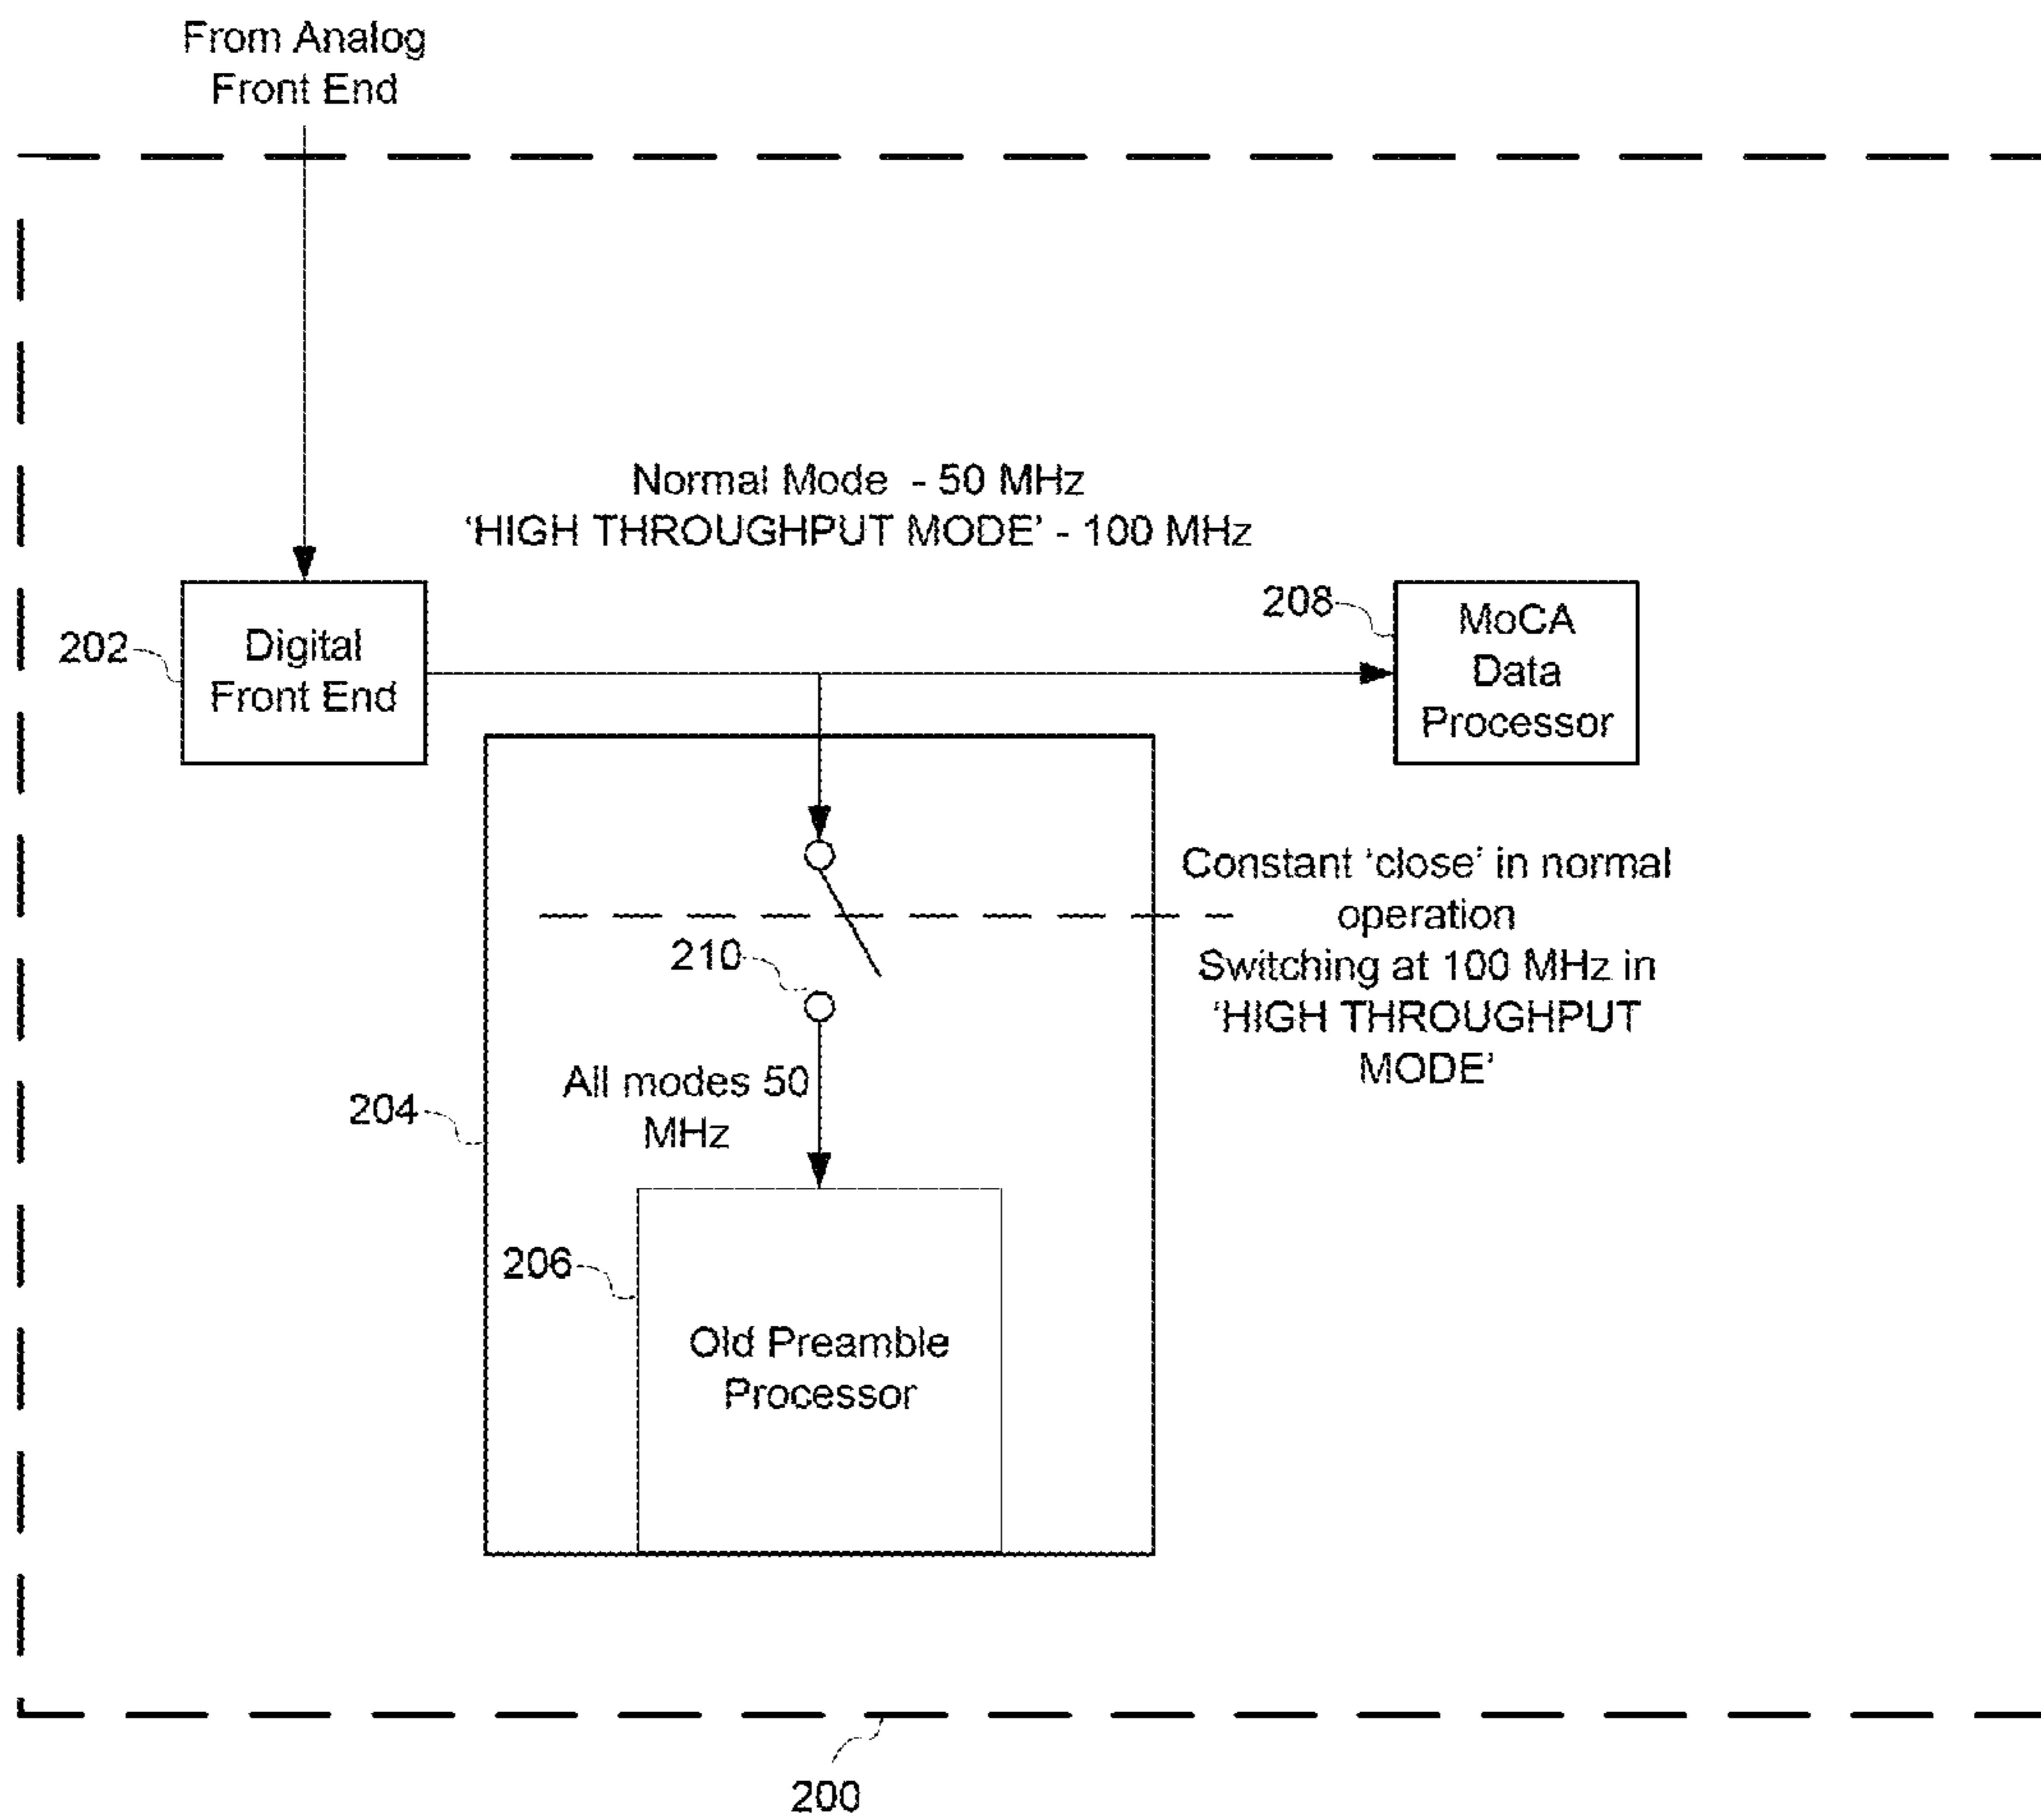 From Analog
Front End
Normal Mode - 50 MHz
‘HIGH THROUGHPUT MODE’ - 100 MHz
202
Digital
Front End
208
MoCA
Data
Processor
Constant ‘close’ in normal
operation
Switching at 100 MHz in
‘HIGH THROUGHPUT
MODE’
210
All modes 50
MHz
204
206
Old Preamble
Processor
200